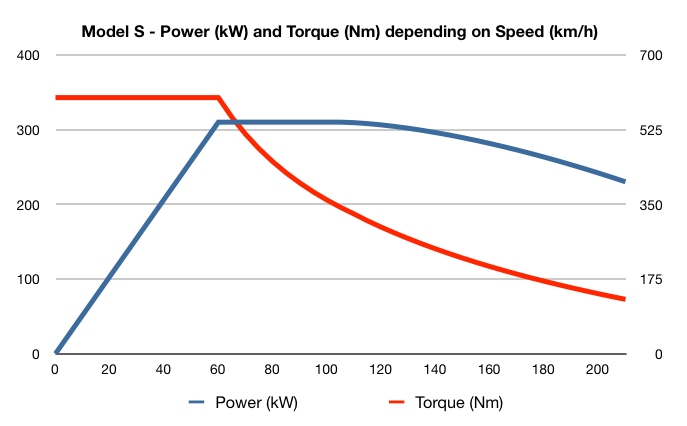 Model S - Power (kW) and Torque (Nm) depending on Speed (km/h)
400 700
300 525
200 350
100 175
0 0
0 20 40 60 80 100 120 140 160 180 200
Power (kW) Torque (Nm)